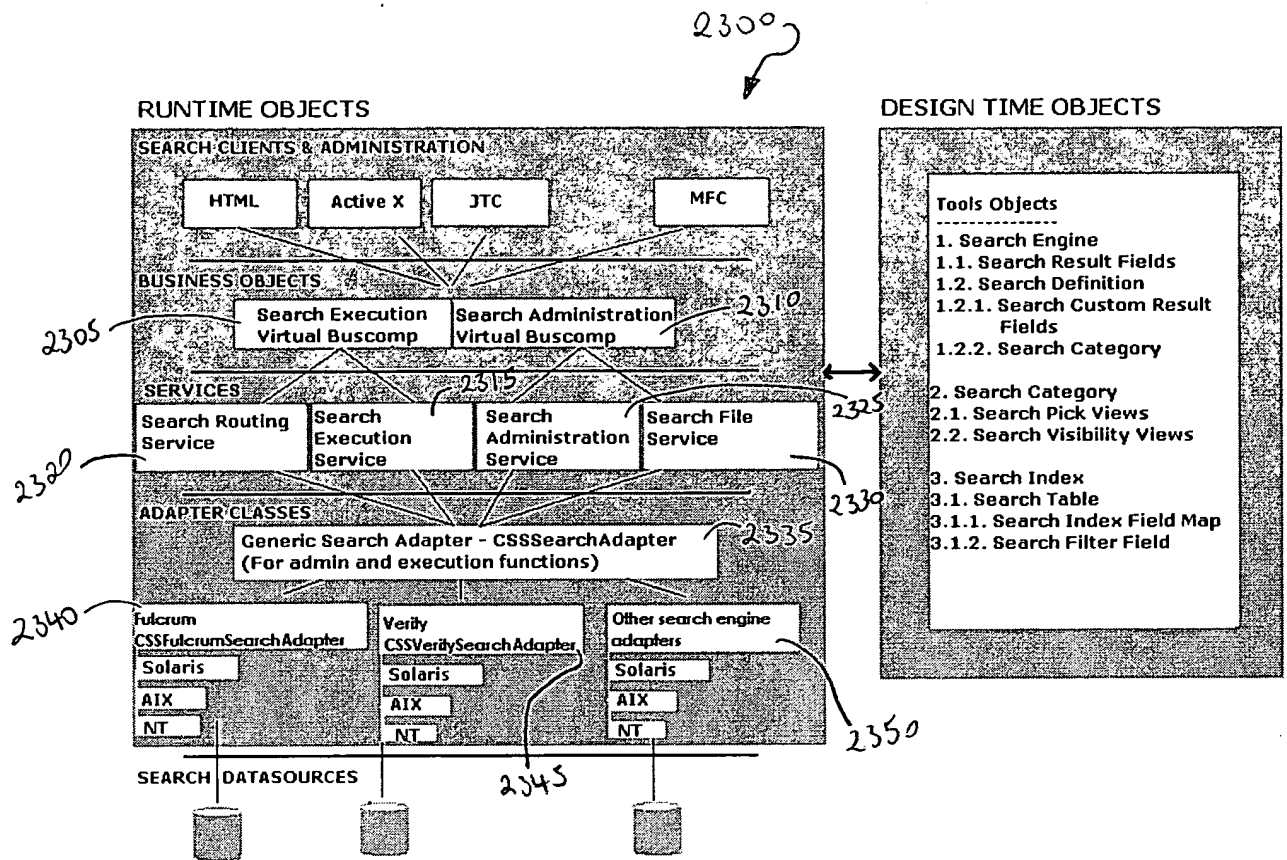 2300
RUNTIME OBJECTS
SEARCH CLIENTS & ADMINISTRATION
HTML
Active X
JTC
MFC
BUSINESS OBJECTS
2305
Search Execution
Virtual Buscomp
Search Administration
Virtual Buscomp
2310
SERVICES
2315
2325
Search Routing
Service
Search
Execution
Service
Search
Administration
Service
Search File
Service
2320
2330
ADAPTER CLASSES
Generic Search Adapter - CSSSearchAdapter
(For admin and execution functions)
2335
2340
Fulcrum
CSSFulcrumSearchAdapter
Solaris
AIX
NT
Verity
CSSVeritySearchAdapter
Solaris
AIX
NT
2345
Other search engine
adapters
Solaris
AIX
NT
2350
SEARCH DATASOURCES
DESIGN TIME OBJECTS
Tools Objects
--------------
1. Search Engine
1.1. Search Result Fields
1.2. Search Definition
1.2.1. Search Custom Result
Fields
1.2.2. Search Category
2. Search Category
2.1. Search Pick Views
2.2. Search Visibility Views
3. Search Index
3.1. Search Table
3.1.1. Search Index Field Map
3.1.2. Search Filter Field